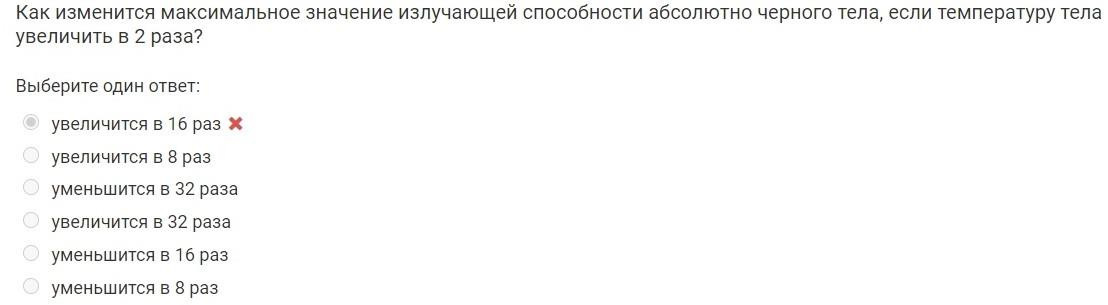 Как изменится максимальное значение излучающей способности абсолютно черного тела, если температуру тела
увеличить в 2 раза?
Выберите один ответ:
увеличится в 16 раз
увеличится в 8 раз
уменьшится в 32 раза
увеличится в 32 раза
уменьшится в 16 раз
уменьшится в 8 раз